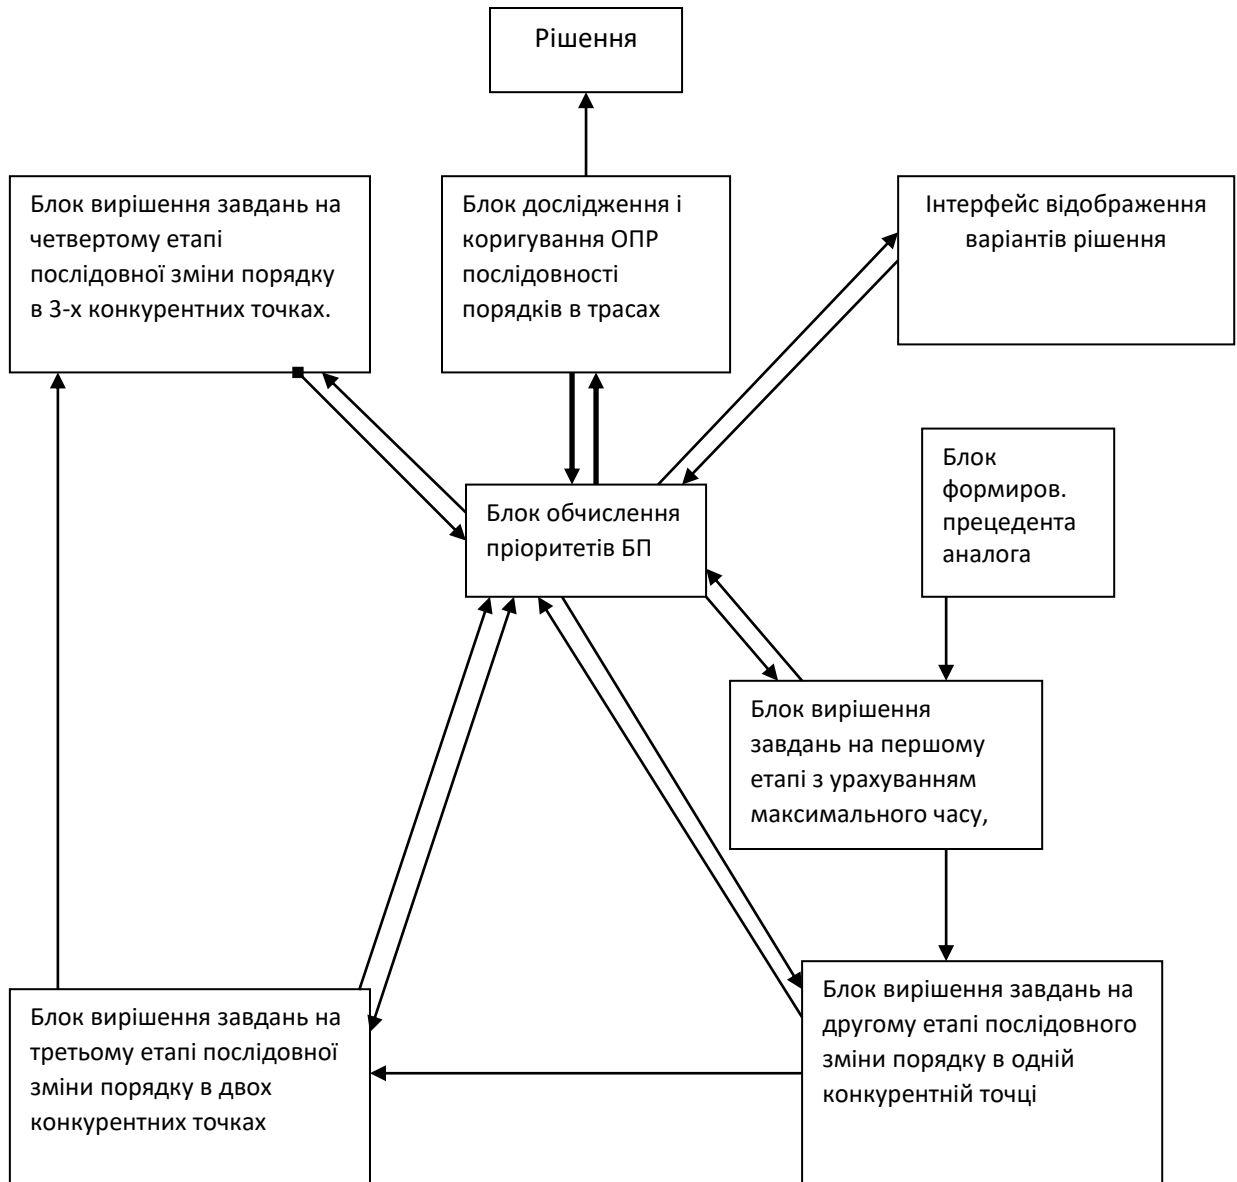 Рішення
Блок вирішення завдань на
четвертому етапі
послідовної зміни порядку
в 3-х конкурентних точках.
Блок дослідження і
коригування ОПР
послідовності
порядків в трасах
Інтерфейс відображення
варіантів рішення
Блок
формиров.
прецедента
аналога
Блок обчислення
пріоритетів БП
Блок вирішення
завдань на першому
етапі з урахуванням
максимального часу,
Блок вирішення завдань на
третьому етапі послідовної
зміни порядку в двох
конкурентних точках
Блок вирішення завдань на
другого етапі послідовного
зміни порядку в одній
конкурентній точці